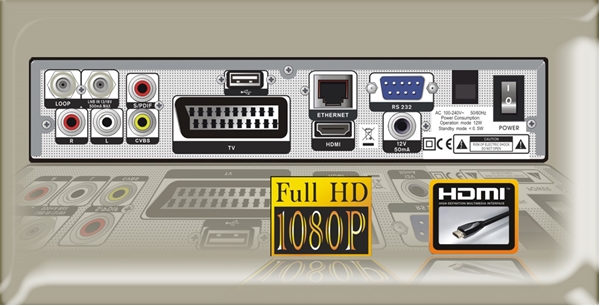 LOOP
LNB IN 13/18V
500mA MAX
S/PDIF
R
L
CVBS
TV
ETHERNET
HDMI
RS 232
12V
50mA
AC 100-240V~ 50/60Hz
Power Consumption:
Operation mode 12W
Standby mode < 0.5W
CAUTION
RISK OF ELECTRIC SHOCK
DO NOT OPEN
O
I
POWER
Full HD
1080P
HDMI™
HIGH-DEFINITION MULTIMEDIA INTERFACE